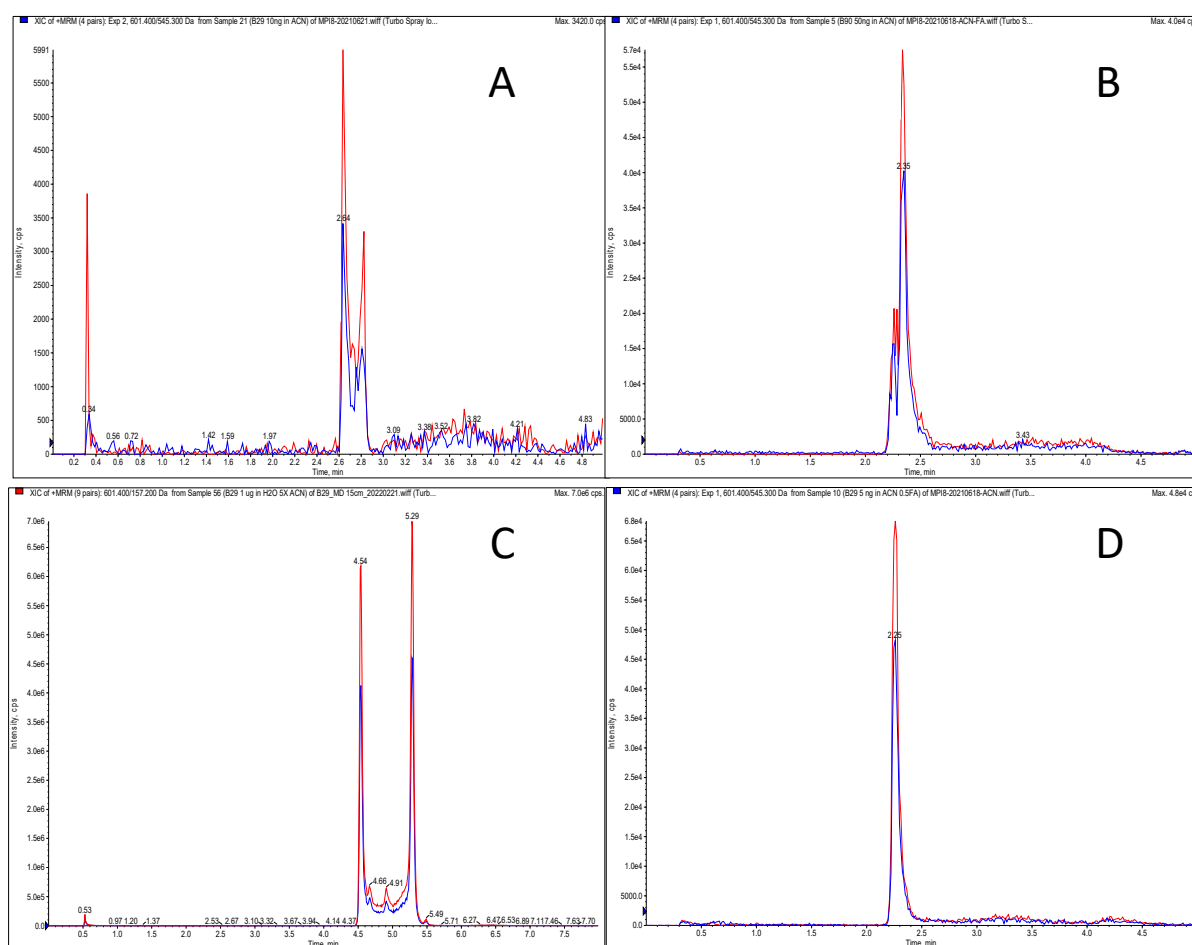 XIC of +MRM (4 pairs): Exp 2, 601.400/545.300 Da from Sample 21 (B29 10ng in ACN) of MPI8-20210621.wiff (Turbo Spray Io... Max. 3420.0 cps
A
5991
5500
5000
4500
4000
3500
3000
2500
2000
1500
1000
500
0
Intensity, cps
0.34
0.56
0.72
1.42
1.59
1.97
2.64
3.09
3.38
3.52
3.82
4.21
4.83
0.2 0.4 0.6 0.8 1.0 1.2 1.4 1.6 1.8 2.0 2.2 2.4 2.6 2.8 3.0 3.2 3.4 3.6 3.8 4.0 4.2 4.4 4.6 4.8
Time, min
XIC of +MRM (4 pairs): Exp 1, 601.400/545.300 Da from Sample 5 (B90 50ng in ACN) of MPI8-20210618-ACN-FA.wiff (Turbo S... Max. 4.0e4 cp
B
5.7e4
5.5e4
5.0e4
4.5e4
4.0e4
3.5e4
3.0e4
2.5e4
2.0e4
1.5e4
1.0e4
5000.0
0.0
Intensity, cps
2.35
3.43
0.5 1.0 1.5 2.0 2.5 3.0 3.5 4.0 4.5
Time, min
XIC of +MRM (9 pairs): 601.400/157.200 Da from Sample 56 (B29 1 ug in H2O 5X ACN) of B29_MD 15cm_20220221.wiff (Turb... Max. 7.0e6 cps.
C
7.0e6
6.5e6
6.0e6
5.5e6
5.0e6
4.5e6
4.0e6
3.5e6
3.0e6
2.5e6
2.0e6
1.5e6
1.0e6
5.0e5
0.0
Intensity, cps
0.53
0.97 1.20 1.37 2.53 2.67 3.10 3.32 3.67 3.94 4.14 4.37
4.54
4.66
4.91
5.29
5.49
5.71 6.27 6.47 6.53 6.89 7.11 7.46 7.63 7.70
0.5 1.0 1.5 2.0 2.5 3.0 3.5 4.0 4.5 5.0 5.5 6.0 6.5 7.0 7.5
Time, min
XIC of +MRM (4 pairs): Exp 1, 601.400/545.300 Da from Sample 10 (B29 5 ng in ACN 0.5FA) of MPI8-20210618-ACN.wiff (Turb... Max. 4.8e4 c
D
6.8e4
6.5e4
6.0e4
5.5e4
5.0e4
4.5e4
4.0e4
3.5e4
3.0e4
2.5e4
2.0e4
1.5e4
1.0e4
5000.0
0.0
Intensity, cps
2.25
0.5 1.0 1.5 2.0 2.5 3.0 3.5 4.0 4.5
Time, min